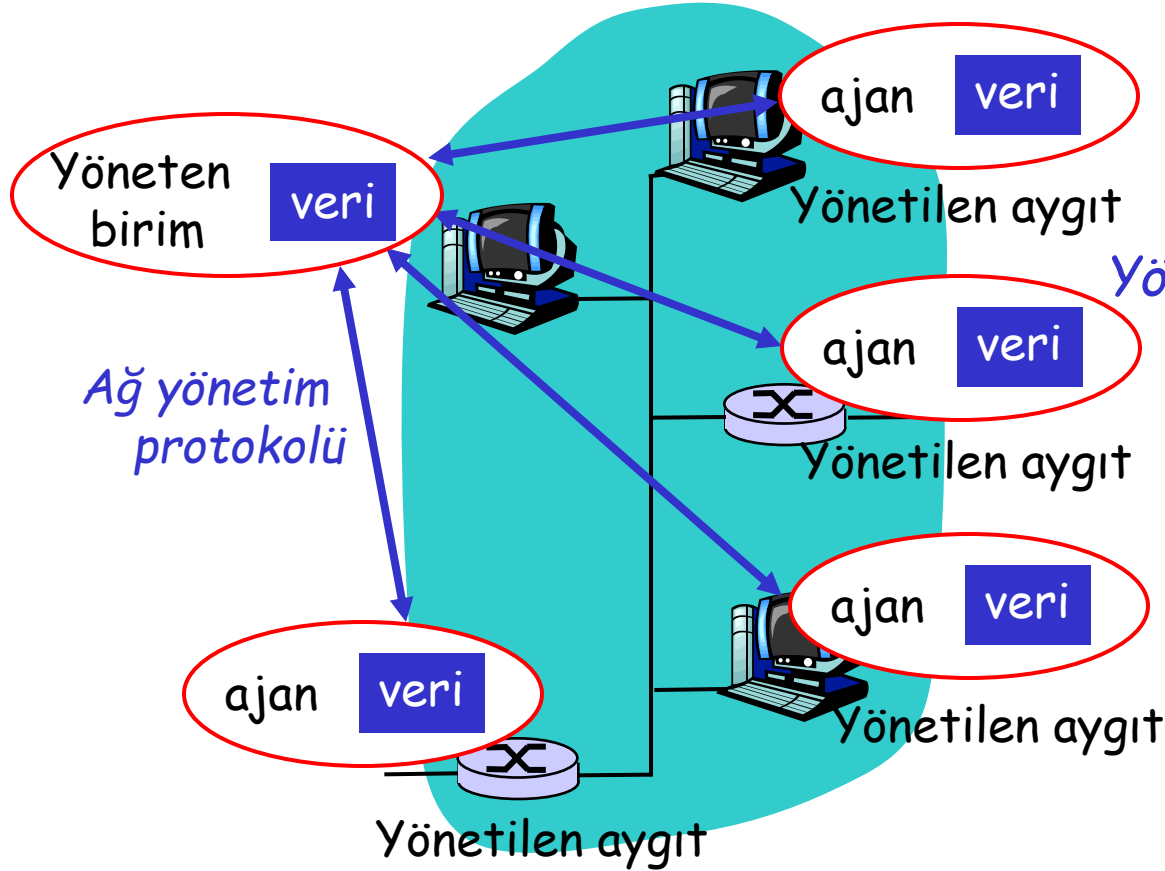 ajan veri
Yönetilen aygıt
Yöneten
birim
veri
Yö
ajan veri
Yönetilen aygıt
Ağ yönetim
protokolü
ajan veri
Yönetilen aygıt
ajan veri
Yönetilen aygıt